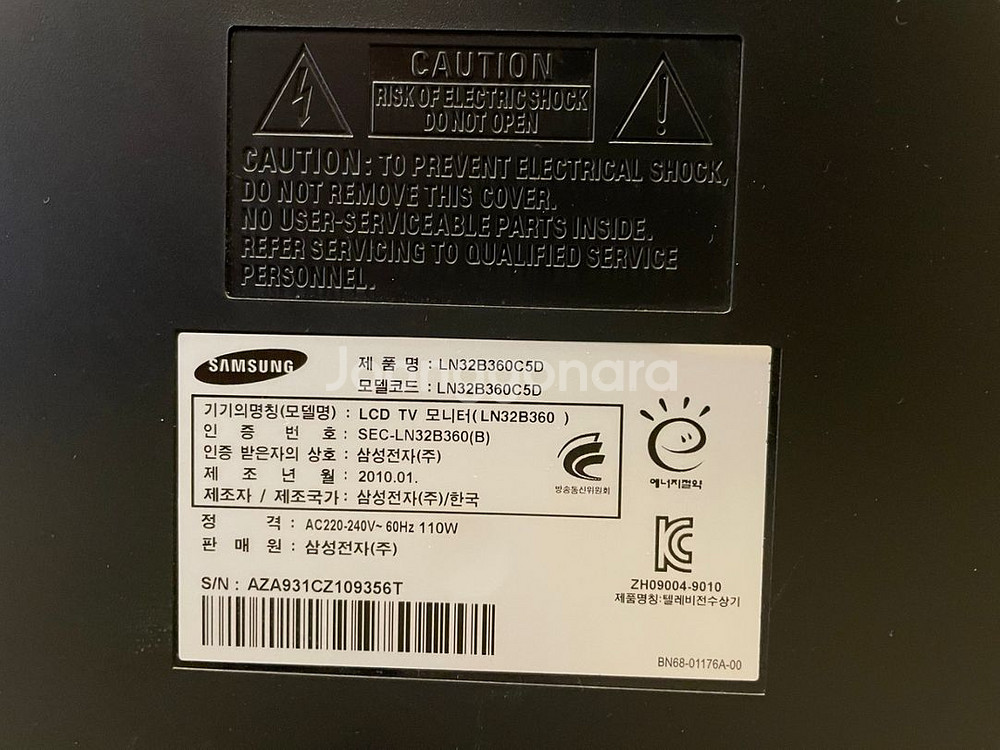 CAUTION
RISK OF ELECTRIC SHOCK
DO NOT OPEN
CAUTION: TO PREVENT ELECTRICAL SHOCK,
DO NOT REMOVE THIS COVER.
NO USER-SERVICEABLE PARTS INSIDE.
REFER SERVICING TO QUALIFIED SERVICE
PERSONNEL.
SAMSUNG
제 품 명 : LN32B360C5D
모델코드 : LN32B360C5D
Joonggonara
기기의명칭(모델명) : LCD TV 모니터(LN32B360 )
인 증 번 호 : SEC-LN32B360(B)
인증 받은자의 상호 : 삼성전자(주)
제 조 년 월 : 2010.01.
제조자 / 제조국가 : 삼성전자(주)/한국
방송통신위원회
에너지절약
정 격 : AC220-240V~ 60Hz 110W
판 매 원 : 삼성전자(주)
S/N : AZA931CZ109356T
KC
ZH09004-9010
제품명칭:텔레비전수상기
BN68-01176A-00